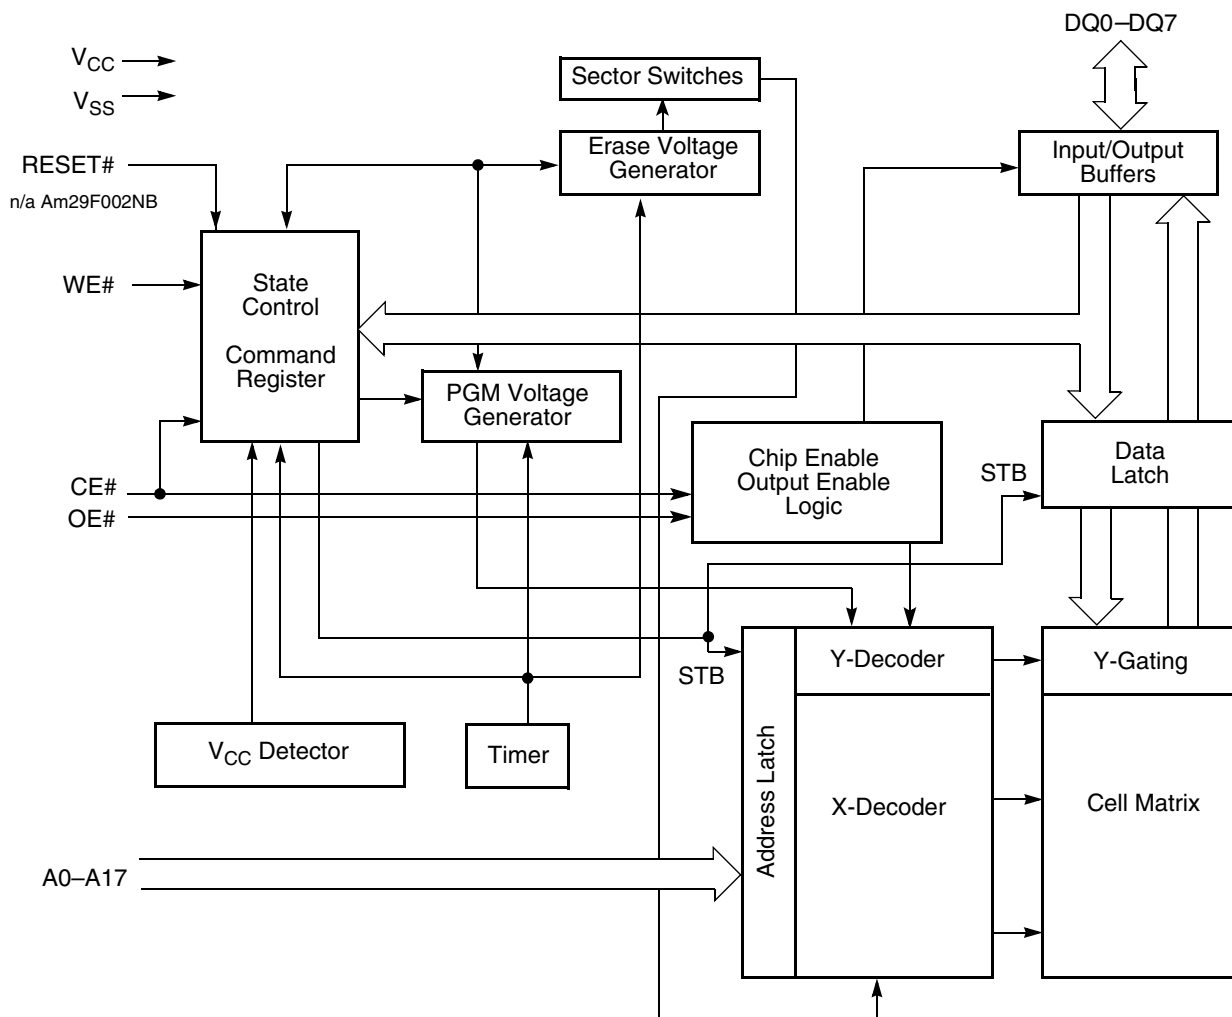 DQ0–DQ7
VCC
VSS
Sector Switches
Erase Voltage
Generator
Input/Output
Buffers
RESET#
n/a Am29F002NB
WE#
State
Control
Command
Register
PGM Voltage
Generator
Chip Enable
Output Enable
Logic
STB
Data
Latch
CE#
OE#
STB
Y-Decoder
Y-Gating
VCC Detector
Timer
Address Latch
X-Decoder
Cell Matrix
A0–A17